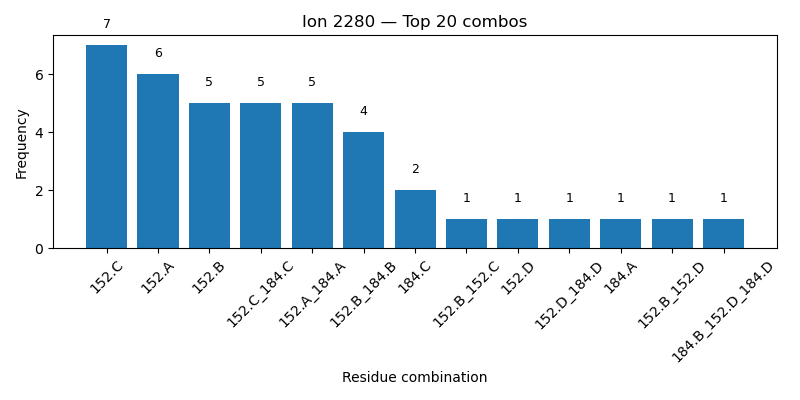 Ion 2280 — Top 20 combos
7
6
5
5
5
4
2
1
1
1
1
1
1
Frequency
6
4
2
0
152.C
152.A
152.B
152.C_184.C
152.A_184.A
152.B_184.B
184.C
152.B_152.C
152.D
152.D_184.D
184.A
152.B_152.D
184.B_152.D_184.D
Residue combination